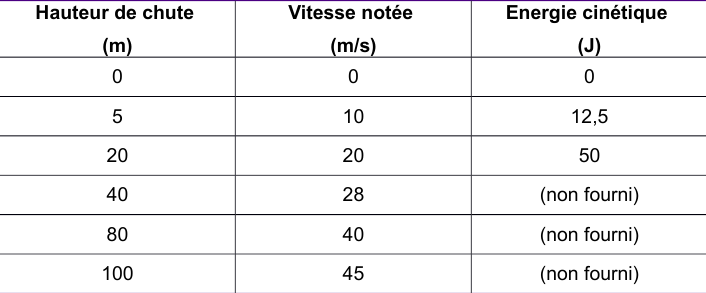 Hauteur de chute Vitesse notée Energie cinétique
(m) (m/s) (J)
0 0 0
5 10 12,5
20 20 50
40 28 (non fourni)
80 40 (non fourni)
100 45 (non fourni)